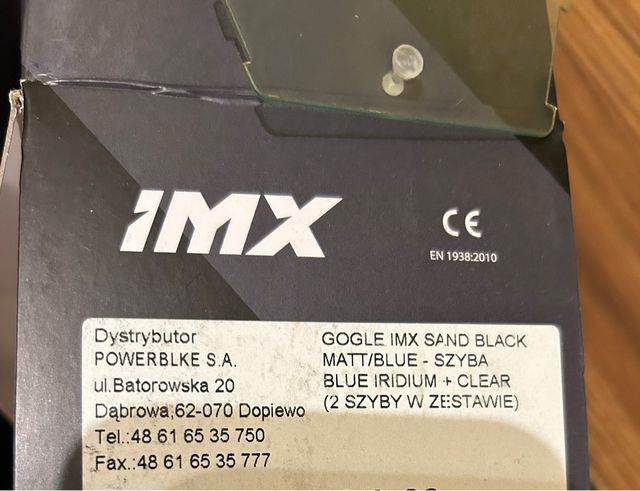 IMX
CE
EN 1938:2010
Dystrybutor
POWERBLKE S.A.
ul.Batorowska 20
Dąbrowa,62-070 Dopiewo
Tel.:48 61 65 35 750
Fax.:48 61 65 35 777
GOGLE IMX SAND BLACK
MATT/BLUE - SZYBA
BLUE IRIDIUM + CLEAR
(2 SZYBY W ZESTAWIE)